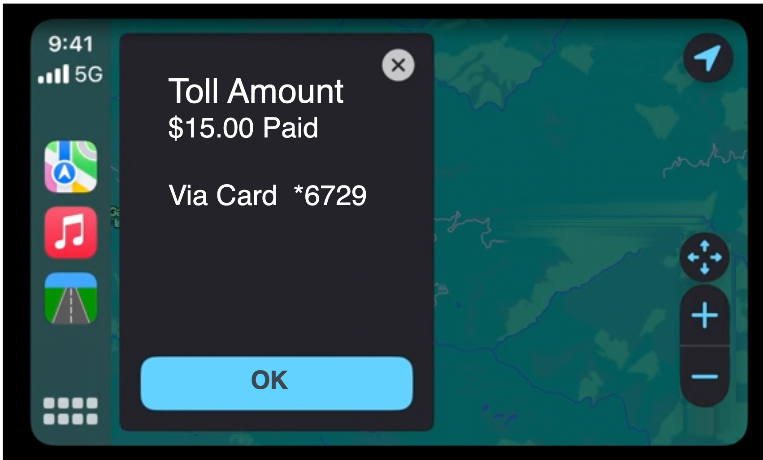 9:41
5G
Toll Amount
$15.00 Paid
Via Card *6729
OK